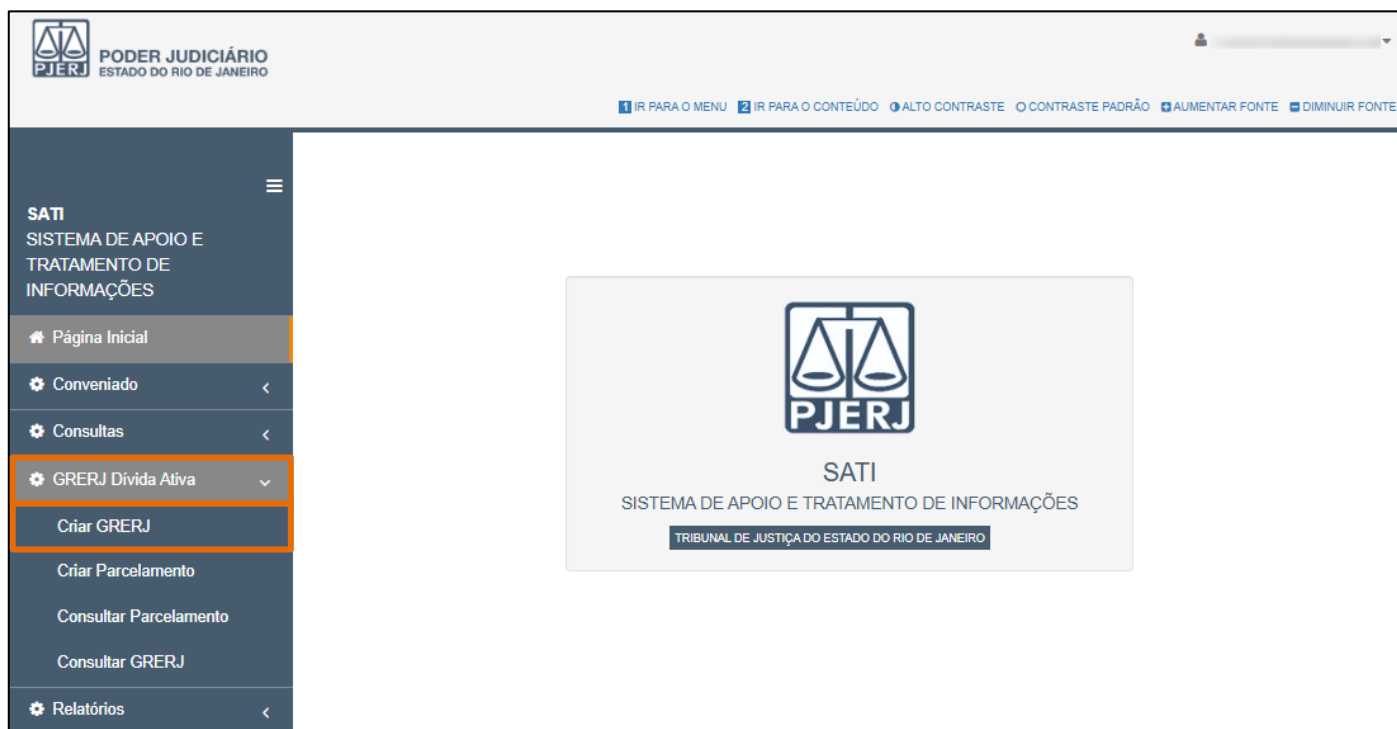 PJERJ
PODER JUDICIÁRIO
ESTADO DO RIO DE JANEIRO
1 IR PARA O MENU 2 IR PARA O CONTEÚDO ALTO CONTRASTE CONTRASTE PADRÃO AUMENTAR FONTE DIMINUIR FONTE
SATI
SISTEMA DE APOIO E
TRATAMENTO DE
INFORMAÇÕES
Página Inicial
Conveniado
Consultas
GRERJ Dívida Ativa
Criar GRERJ
Criar Parcelamento
Consultar Parcelamento
Consultar GRERJ
Relatórios
PJERJ
SATI
SISTEMA DE APOIO E TRATAMENTO DE INFORMAÇÕES
TRIBUNAL DE JUSTIÇA DO ESTADO DO RIO DE JANEIRO